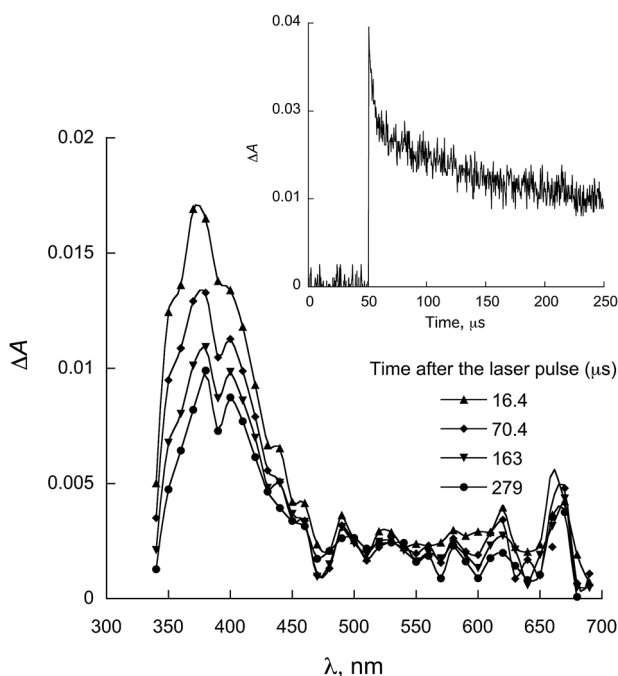 0.04
0.03
ΔA
0.01
0
0 50 100 150 200 250
Time, μs
0.02
0.015
ΔA
0.01
0.005
0
Time after the laser pulse (μs)
16.4
70.4
163
279
300 350 400 450 500 550 600 650 700
λ, nm